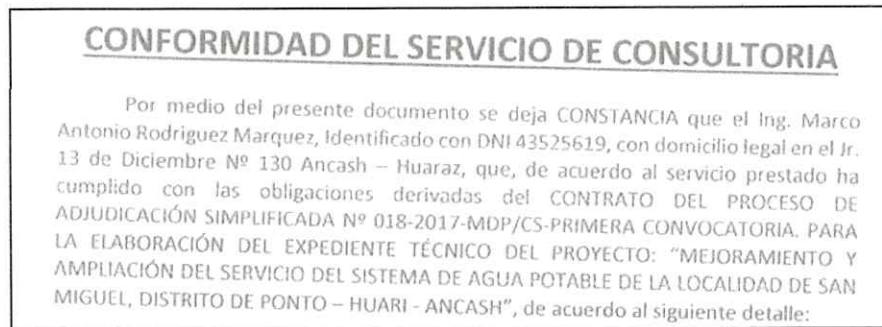 CONFORMIDAD DEL SERVICIO DE CONSULTORIA
Por medio del presente documento se deja CONSTANCIA que el Ing. Marco
Antonio Rodriguez Marquez, Identificado con DNI 43525619, con domicilio legal en el Jr.
13 de Diciembre Nº 130 Ancash – Huaraz, que, de acuerdo al servicio prestado ha
cumplido con las obligaciones derivadas del CONTRATO DEL PROCESO DE
ADJUDICACIÓN SIMPLIFICADA Nº 018-2017-MDP/CS-PRIMERA CONVOCATORIA. PARA
LA ELABORACIÓN DEL EXPEDIENTE TÉCNICO DEL PROYECTO: "MEJORAMIENTO Y
AMPLIACIÓN DEL SERVICIO DEL SISTEMA DE AGUA POTABLE DE LA LOCALIDAD DE SAN
MIGUEL, DISTRITO DE PONTO – HUARI - ANCASH", de acuerdo al siguiente detalle: